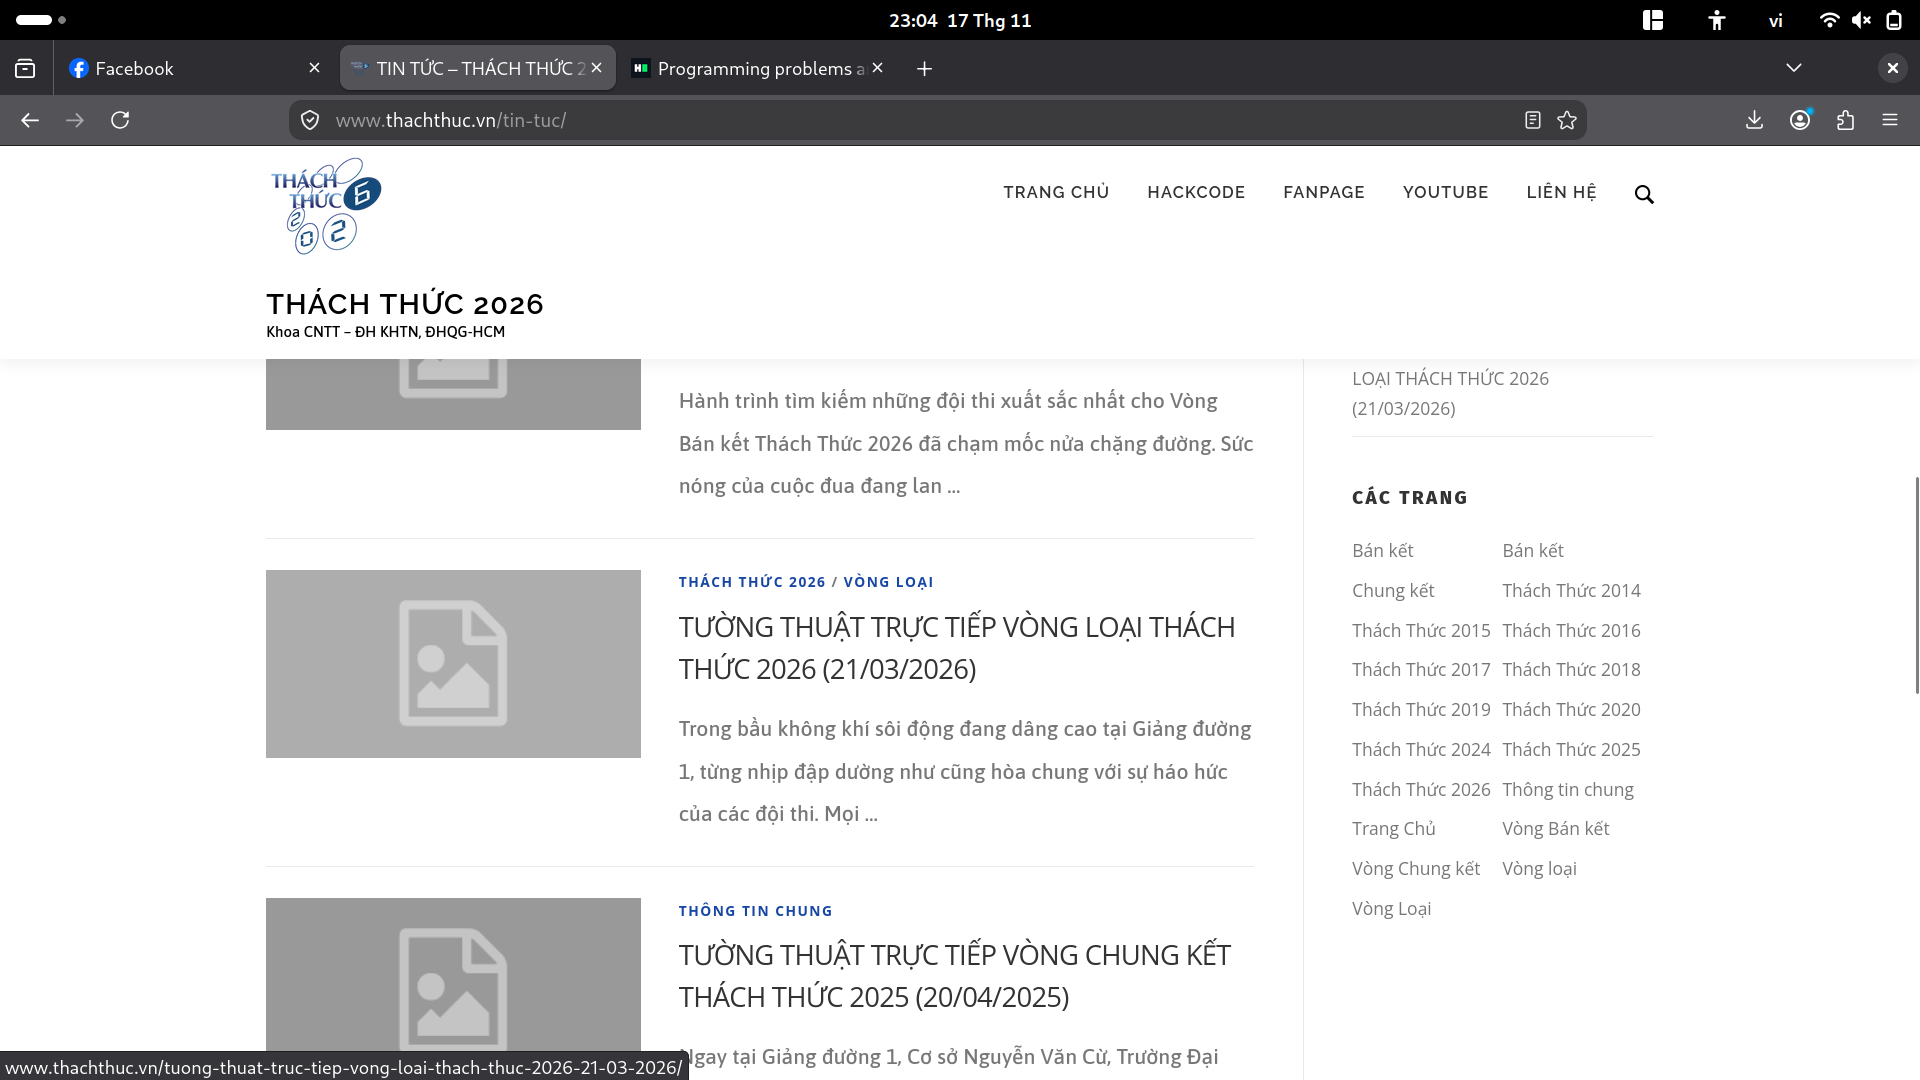 23:04 17 Thg 11
vi
Facebook
TIN TỨC – THÁCH THỨC 2
Programming problems a
www.thachthuc.vn/tin-tuc/
THÁCH
THỨC 6
2
0 2
TRANG CHỦ
HACKCODE
FANPAGE
YOUTUBE
LIÊN HỆ
THÁCH THỨC 2026
Khoa CNTT – ĐH KHTN, ĐHQG-HCM
Hành trình tìm kiếm những đội thi xuất sắc nhất cho Vòng
Bán kết Thách Thức 2026 đã chạm mốc nửa chặng đường. Sức
nóng của cuộc đua đang lan ...
THÁCH THỨC 2026 / VÒNG LOẠI
TƯỜNG THUẬT TRỰC TIẾP VÒNG LOẠI THÁCH
THỨC 2026 (21/03/2026)
Trong bầu không khí sôi động đang dâng cao tại Giảng đường
1, từng nhịp đập dường như cũng hòa chung với sự háo hức
của các đội thi. Mọi ...
THÔNG TIN CHUNG
TƯỜNG THUẬT TRỰC TIẾP VÒNG CHUNG KẾT
THÁCH THỨC 2025 (20/04/2025)
Ngay tại Giảng đường 1, Cơ sở Nguyễn Văn Cừ, Trường Đại
LOẠI THÁCH THỨC 2026
(21/03/2026)
CÁC TRANG
Bán kết
Bán kết
Chung kết
Thách Thức 2014
Thách Thức 2015
Thách Thức 2016
Thách Thức 2017
Thách Thức 2018
Thách Thức 2019
Thách Thức 2020
Thách Thức 2024
Thách Thức 2025
Thách Thức 2026
Thông tin chung
Trang Chủ
Vòng Bán kết
Vòng Chung kết
Vòng loại
Vòng Loại
www.thachthuc.vn/tuong-thuat-truc-tiep-vong-loai-thach-thuc-2026-21-03-2026/